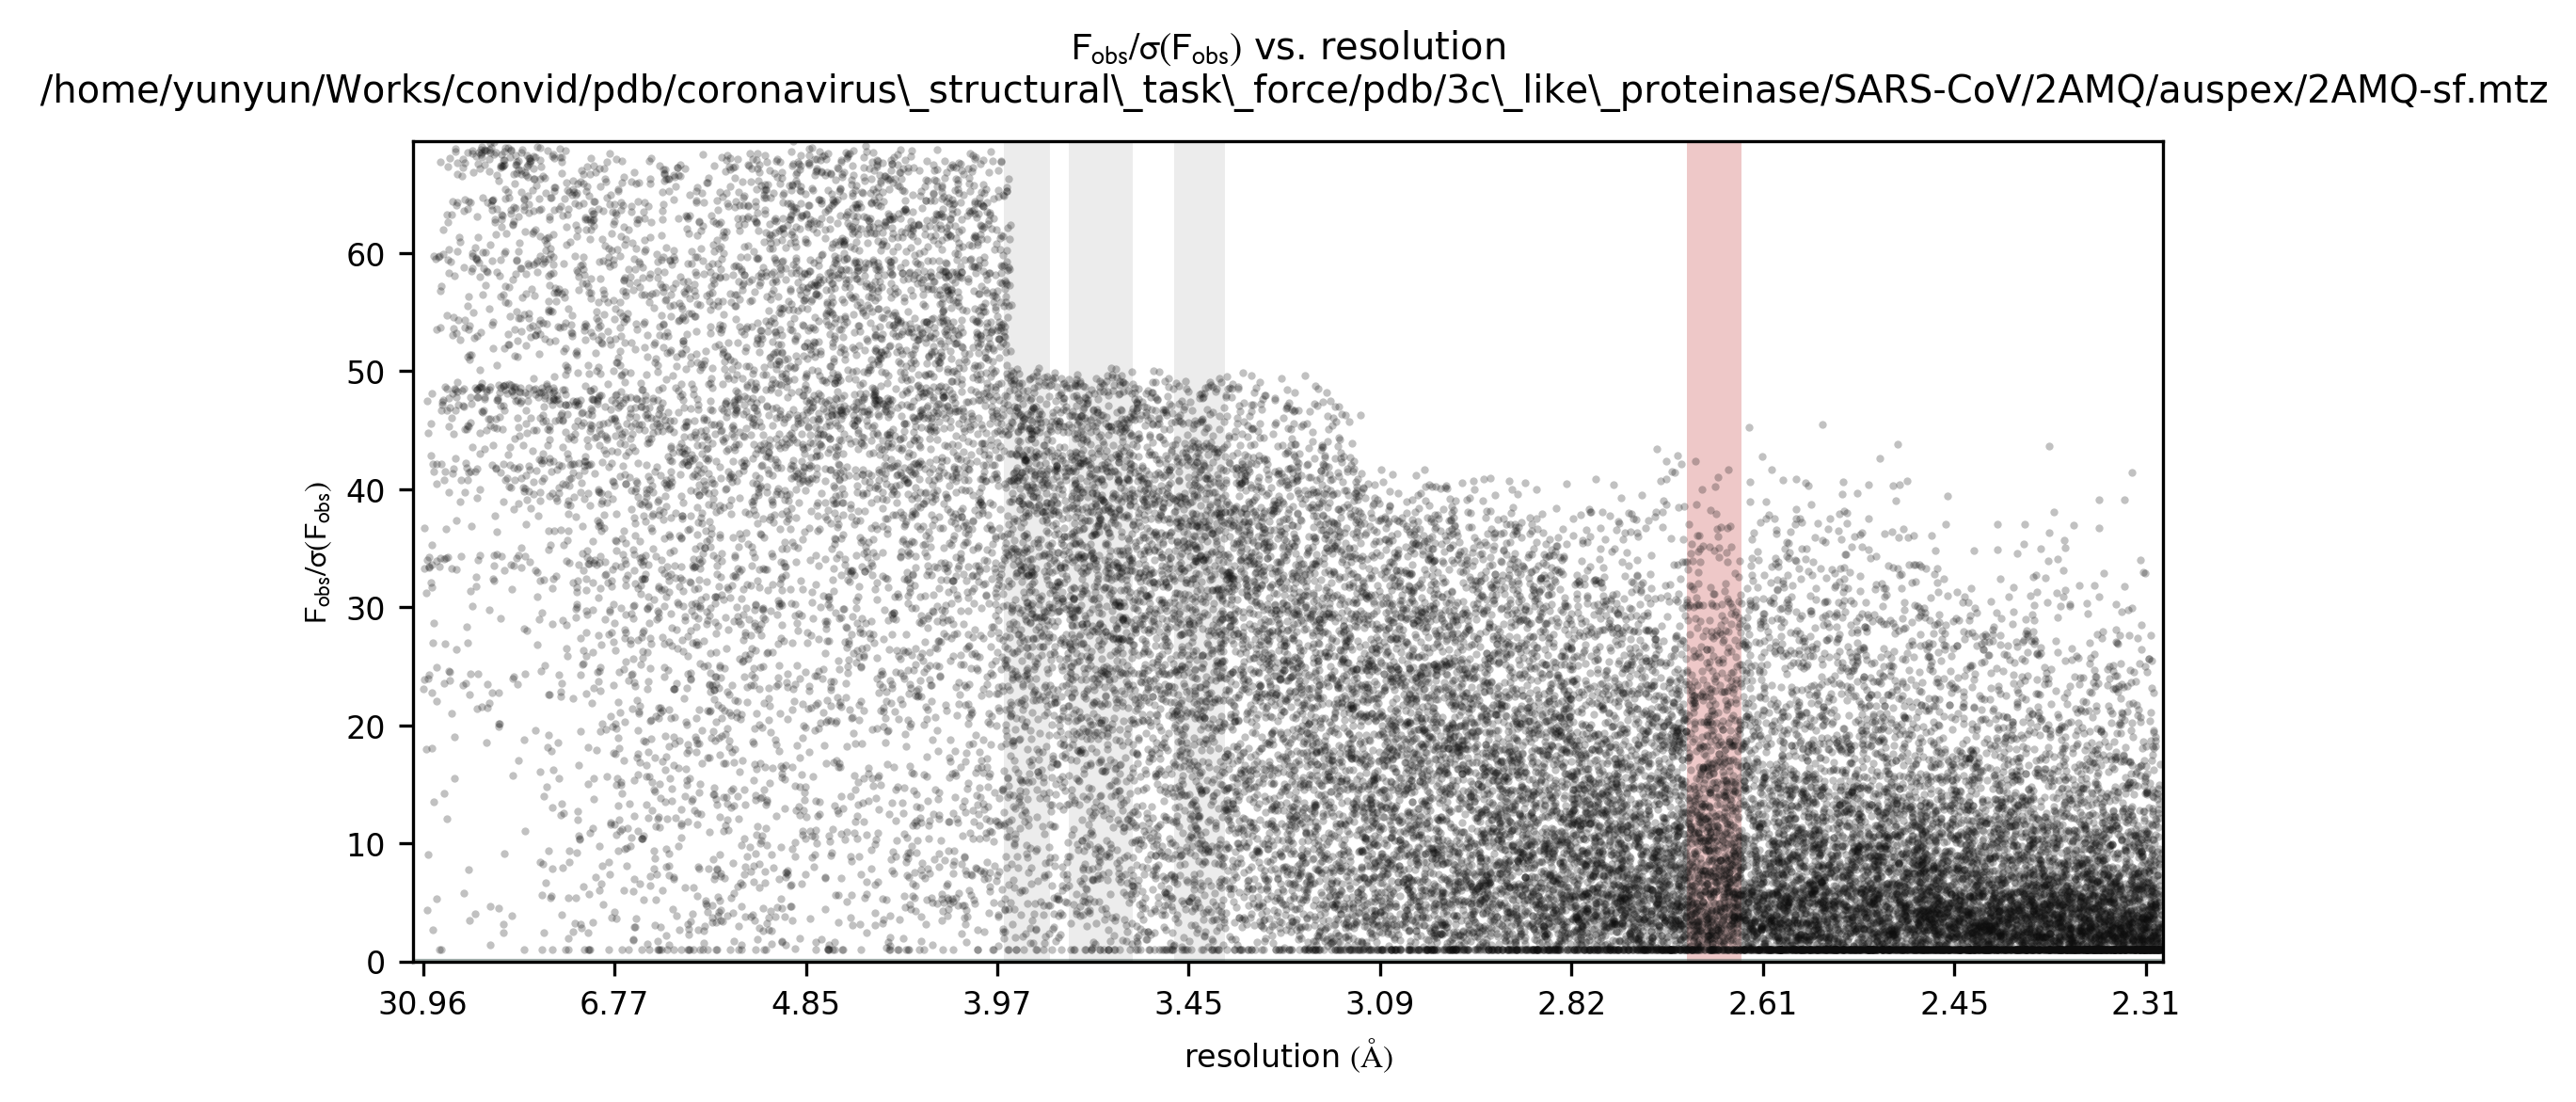 Fobs/σ(Fobs) vs. resolution
/home/yunyun/Works/convid/pdb/coronavirus\_structural\_task\_force/pdb/3c\_like\_proteinase/SARS-CoV/2AMQ/auspex/2AMQ-sf.mtz
Fobs/σ(Fobs)
60
50
40
30
20
10
0
30.96 6.77 4.85 3.97 3.45 3.09 2.82 2.61 2.45 2.31
resolution (Å)